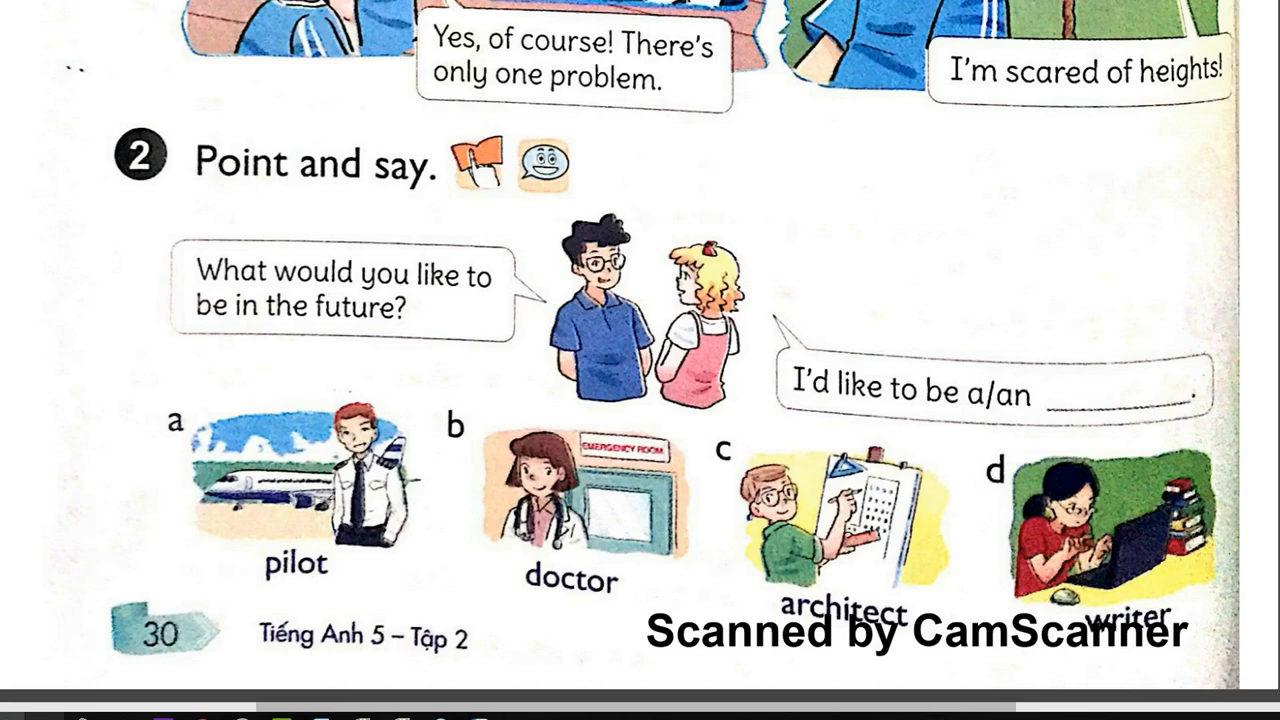 Yes, of course! There's
only one problem.
I'm scared of heights!
2 Point and say.
What would you like to
be in the future?
I'd like to be a/an ________.
a
pilot
b
EMERGENCY ROOM
doctor
c
architect
d
writer
30 Tiếng Anh 5 – Tập 2
Scanned by CamScanner